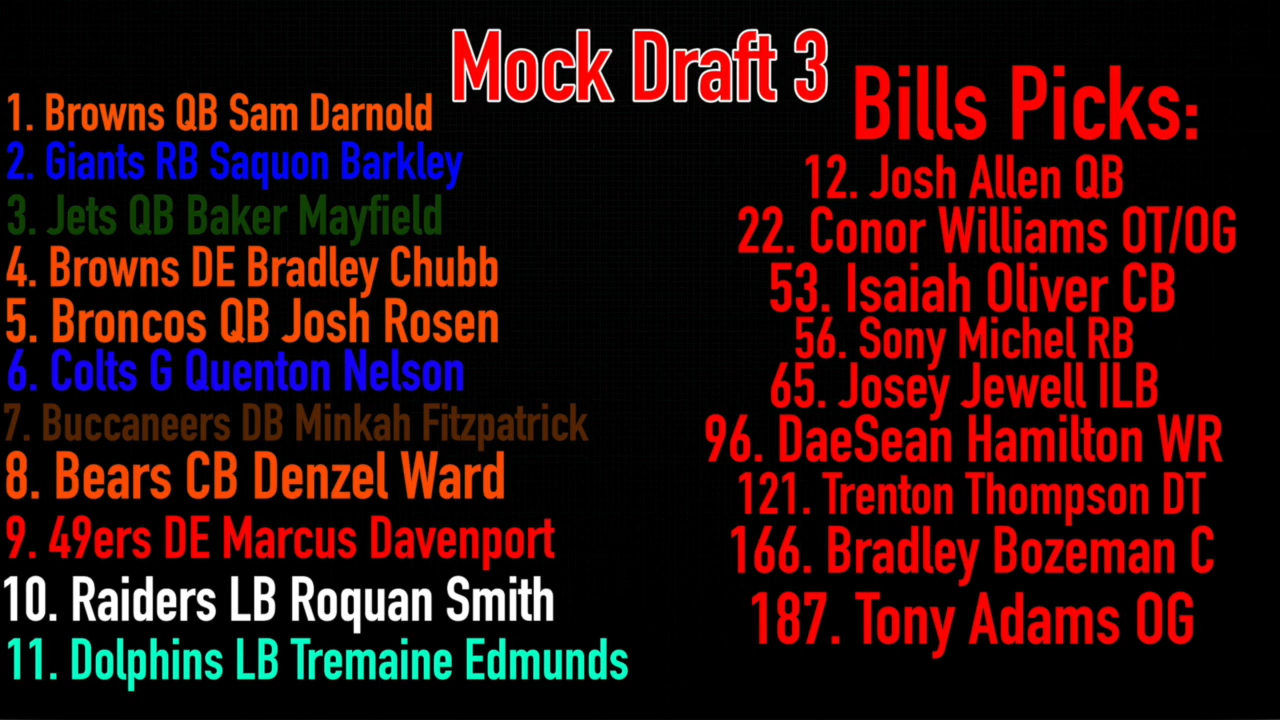 Mock Draft 3
1. Browns QB Sam Darnold
2. Giants RB Saquon Barkley
3. Jets QB Baker Mayfield
4. Browns DE Bradley Chubb
5. Broncos QB Josh Rosen
6. Colts G Quenton Nelson
7. Buccaneers DB Minkah Fitzpatrick
8. Bears CB Denzel Ward
9. 49ers DE Marcus Davenport
10. Raiders LB Roquan Smith
11. Dolphins LB Tremaine Edmunds
Bills Picks:
12. Josh Allen QB
22. Conor Williams OT/OG
53. Isaiah Oliver CB
56. Sony Michel RB
65. Josey Jewell ILB
96. DaeSean Hamilton WR
121. Trenton Thompson DT
166. Bradley Bozeman C
187. Tony Adams OG